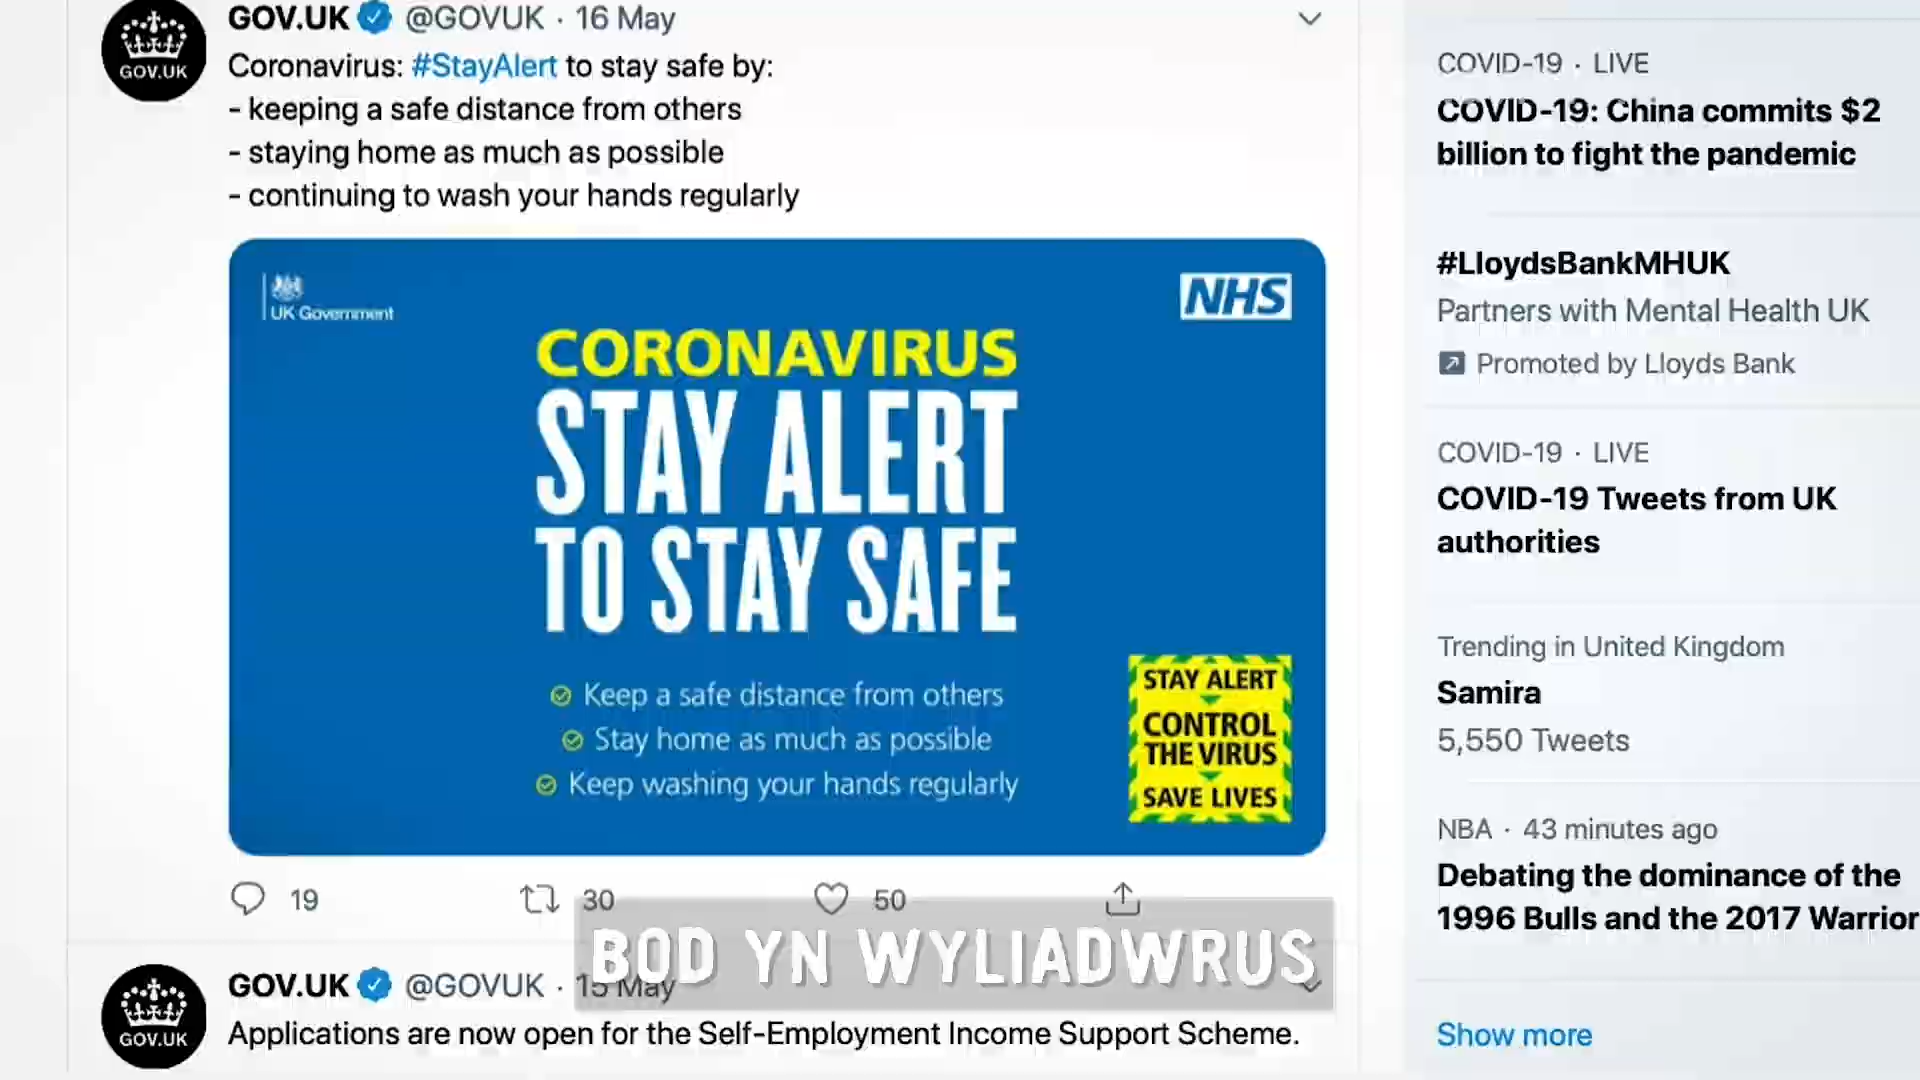 GOV.UK @GOVUK · 16 May
Coronavirus: #StayAlert to stay safe by:
- keeping a safe distance from others
- staying home as much as possible
- continuing to wash your hands regularly
GOV.UK
UK Government
NHS
CORONAVIRUS
STAY ALERT
TO STAY SAFE
Keep a safe distance from others
Stay home as much as possible
Keep washing your hands regularly
STAY ALERT
CONTROL
THE VIRUS
SAVE LIVES
19
30
50
BOD YN WYLIADWRUS
GOV.UK @GOVUK · 15 May
Applications are now open for the Self-Employment Income Support Scheme.
GOV.UK
COVID-19 · LIVE
COVID-19: China commits $2
billion to fight the pandemic
#LloydsBankMHUK
Partners with Mental Health UK
Promoted by Lloyds Bank
COVID-19 · LIVE
COVID-19 Tweets from UK
authorities
Trending in United Kingdom
Samira
5,550 Tweets
NBA · 43 minutes ago
Debating the dominance of the
1996 Bulls and the 2017 Warrior
Show more